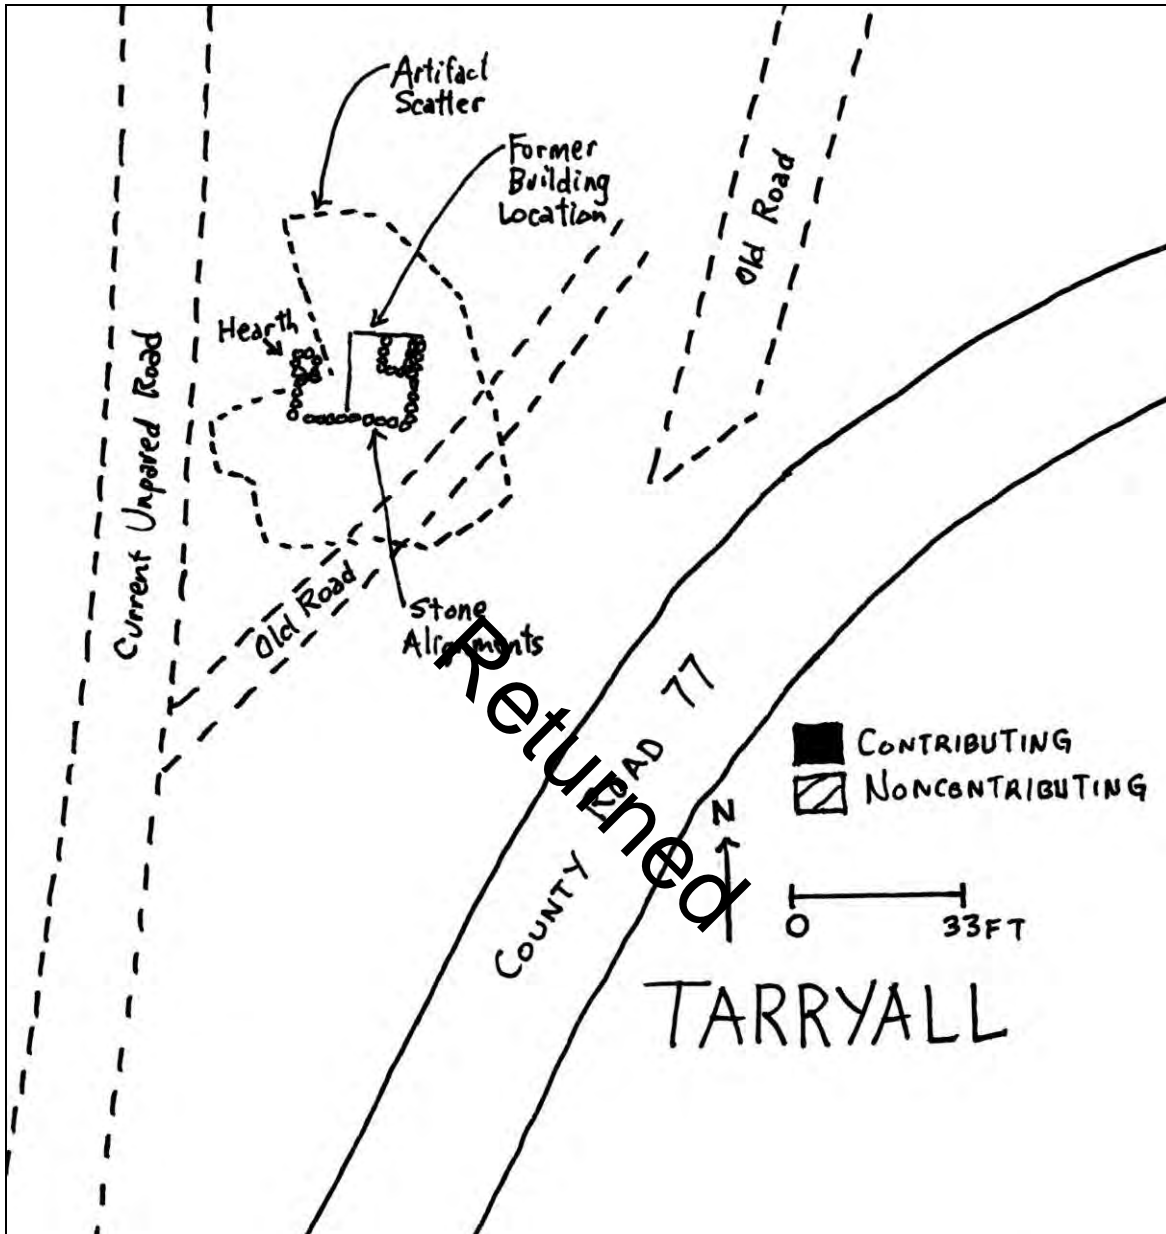 Artifact
Scatter
Former
Building
Location
Old Road
Hearth
Current Unpaved Road
Old Road
Stone
Alignments
Returned
COUNTY ROAD 77
CONTRIBUTING
NONCONTRIBUTING
N
0 33FT
TARRYALL